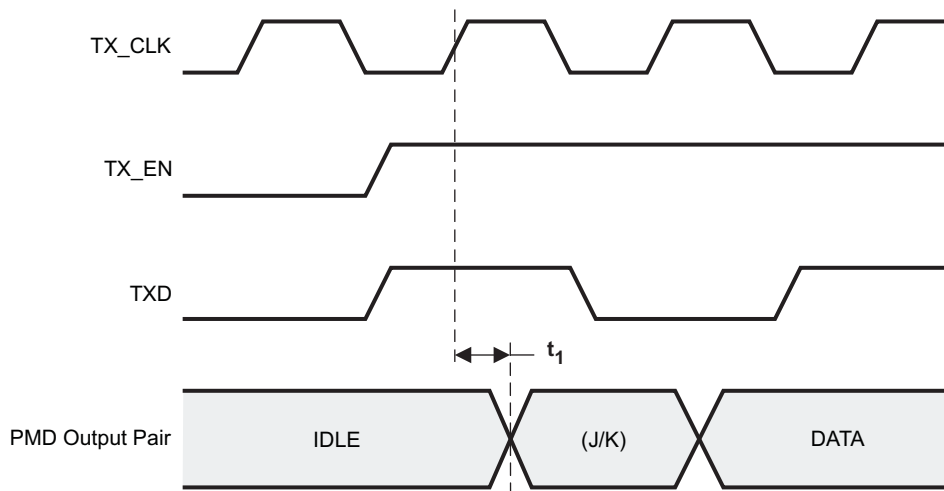 TX_CLK
TX_EN
TXD
t1
PMD Output Pair IDLE (J/K) DATA